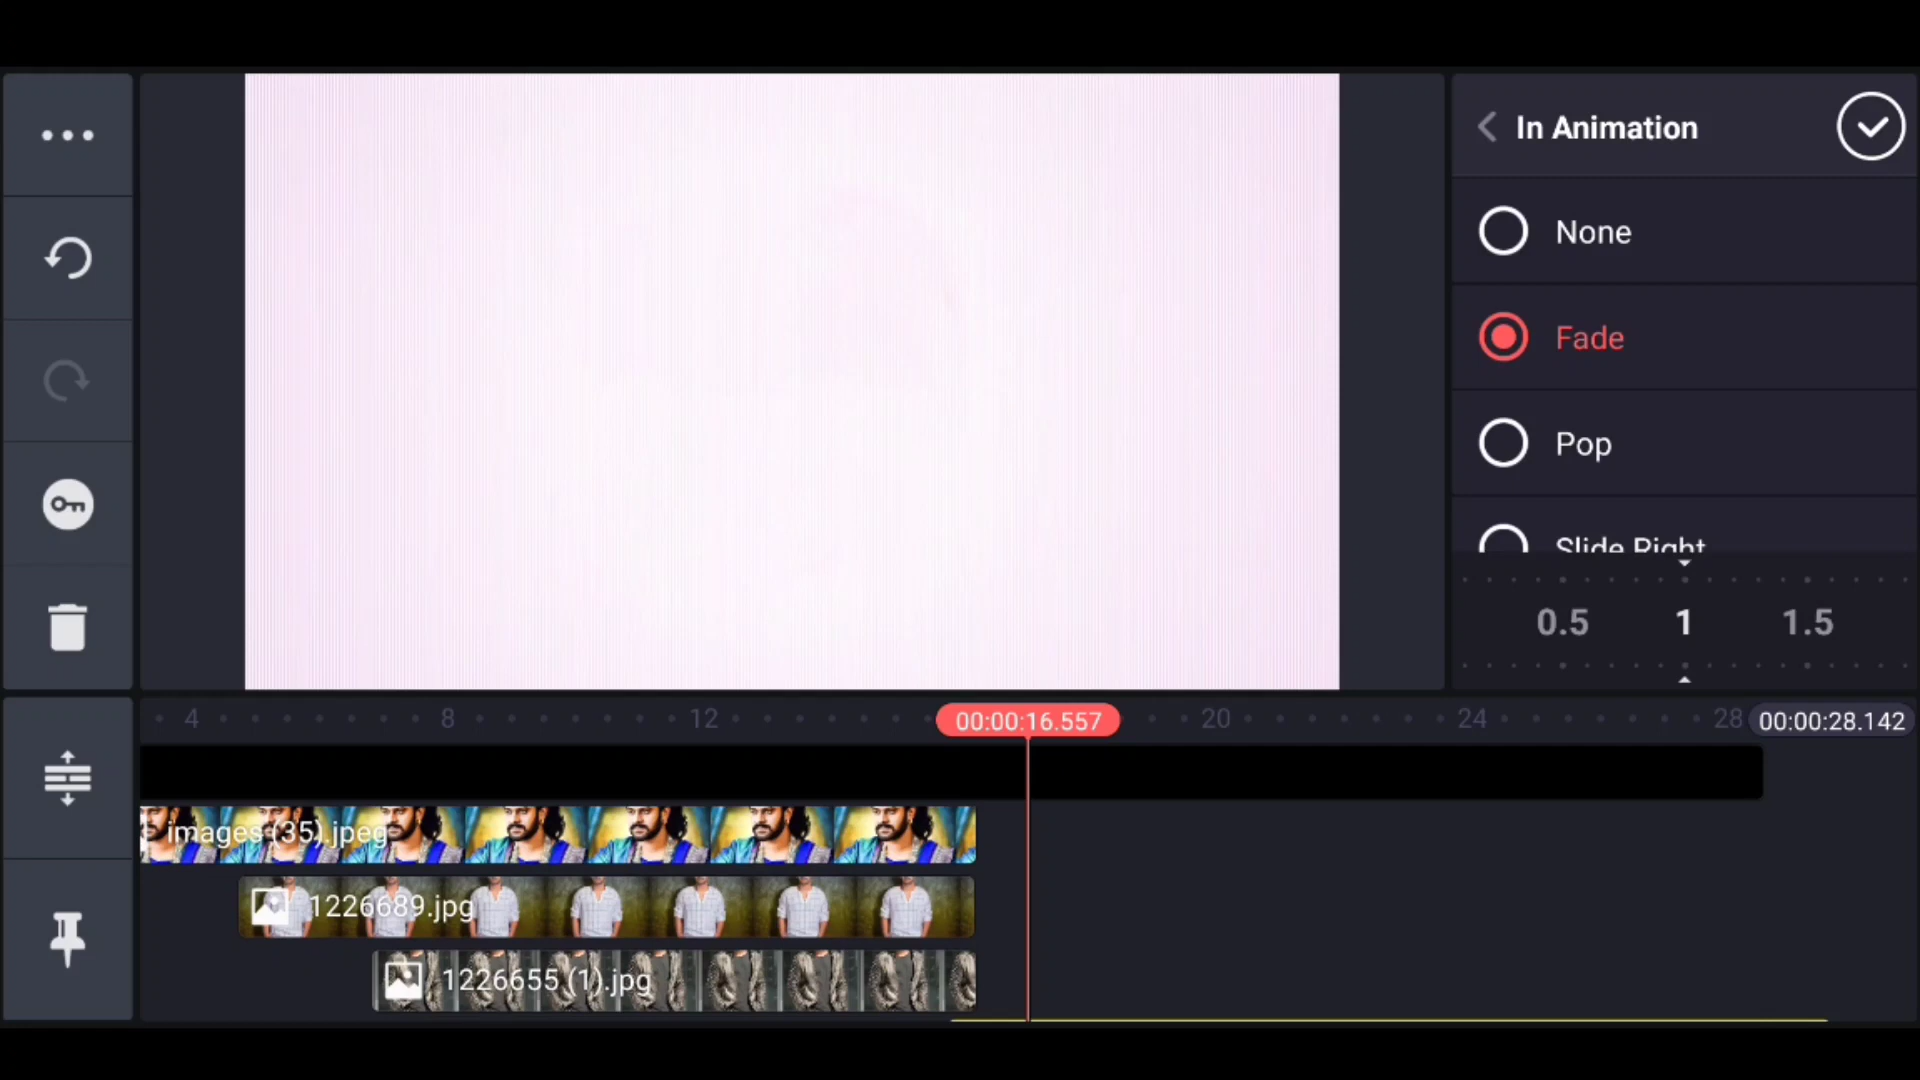 In Animation
None
Fade
Pop
Slide Right
0.5 1 1.5
4 8 12 00:00:16.557 20 24 28 00:00:28.142
images (35).jpeg
1226689.jpg
1226655 (1).jpg